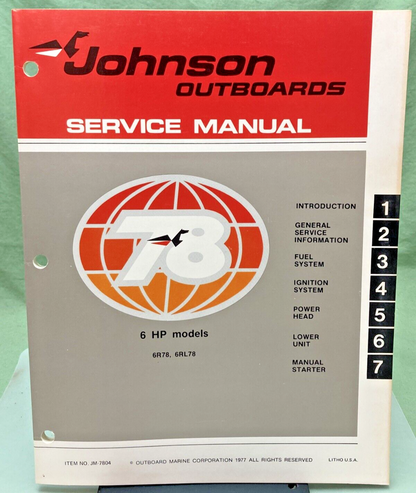 Johnson
OUTBOARDS
SERVICE MANUAL
78
6 HP models
6R78, 6RL78
INTRODUCTION 1
GENERAL
SERVICE
INFORMATION 2
FUEL
SYSTEM 3
IGNITION
SYSTEM 4
POWER
HEAD 5
LOWER
UNIT 6
MANUAL
STARTER 7
ITEM NO. JM-7804 © OUTBOARD MARINE CORPORATION 1977 ALL RIGHTS RESERVED LITHO U.S.A.